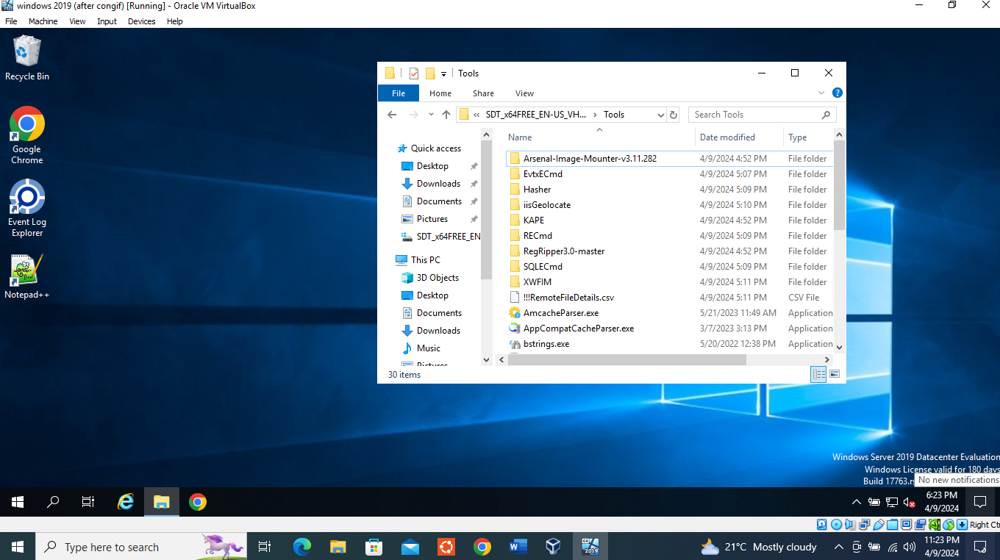 windows 2019 (after congif) [Running] - Oracle VM VirtualBox
File Machine View Input Devices Help
Recycle Bin
Google
Chrome
Event Log
Explorer
Notepad++
Tools
File Home Share View
« SDT_x64FREE_EN-US_VH... > Tools
Search Tools
Quick access
Desktop
Downloads
Documents
Pictures
SDT_x64FREE_EN
This PC
3D Objects
Desktop
Documents
Downloads
Music
Pictures
Name Date modified Type
Arsenal-Image-Mounter-v3.11.282 4/9/2024 4:52 PM File folder
EvtxECmd 4/9/2024 5:07 PM File folder
Hasher 4/9/2024 5:09 PM File folder
iisGeolocate 4/9/2024 5:10 PM File folder
KAPE 4/9/2024 4:52 PM File folder
RECmd 4/9/2024 5:09 PM File folder
RegRipper3.0-master 4/9/2024 4:52 PM File folder
SQLECmd 4/9/2024 5:09 PM File folder
XWFIM 4/9/2024 5:11 PM File folder
!!!RemoteFileDetails.csv 4/9/2024 5:11 PM CSV File
AmcacheParser.exe 5/21/2023 11:49 AM Application
AppCompatCacheParser.exe 3/7/2023 3:13 PM Application
bstrings.exe 5/20/2022 12:38 PM Application
30 items
Windows Server 2019 Datacenter Evaluation
Windows License valid for 180 days
Build 17763.rs
No new notifications
6:23 PM
4/9/2024
Right Ctr
Type here to search
W
2019
21°C Mostly cloudy
11:23 PM
4/9/2024